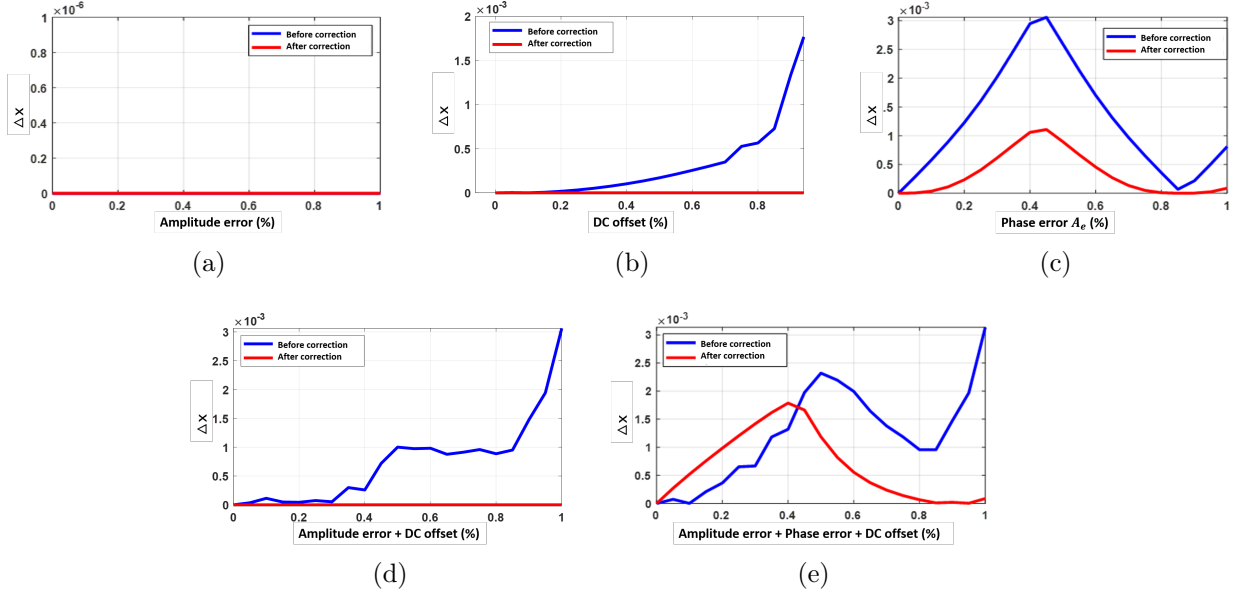 ×10⁻⁶
1
0.8
0.6
0.4
0.2
0
0 0.2 0.4 0.6 0.8 1
Δx
Before correction
After correction
Amplitude error (%)
(a)
×10⁻³
2
1.5
1
0.5
0
0 0.2 0.4 0.6 0.8
Δx
Before correction
After correction
DC offset (%)
(b)
×10⁻³
3
2.5
2
1.5
1
0.5
0
0 0.2 0.4 0.6 0.8 1
Δx
Before correction
After correction
Phase error Aₑ (%)
(c)
×10⁻³
3
2.5
2
1.5
1
0.5
0
0 0.2 0.4 0.6 0.8 1
Δx
Before correction
After correction
Amplitude error + DC offset (%)
(d)
×10⁻³
3
2.5
2
1.5
1
0.5
0
0 0.2 0.4 0.6 0.8 1
Δx
Before correction
After correction
Amplitude error + Phase error + DC offset (%)
(e)